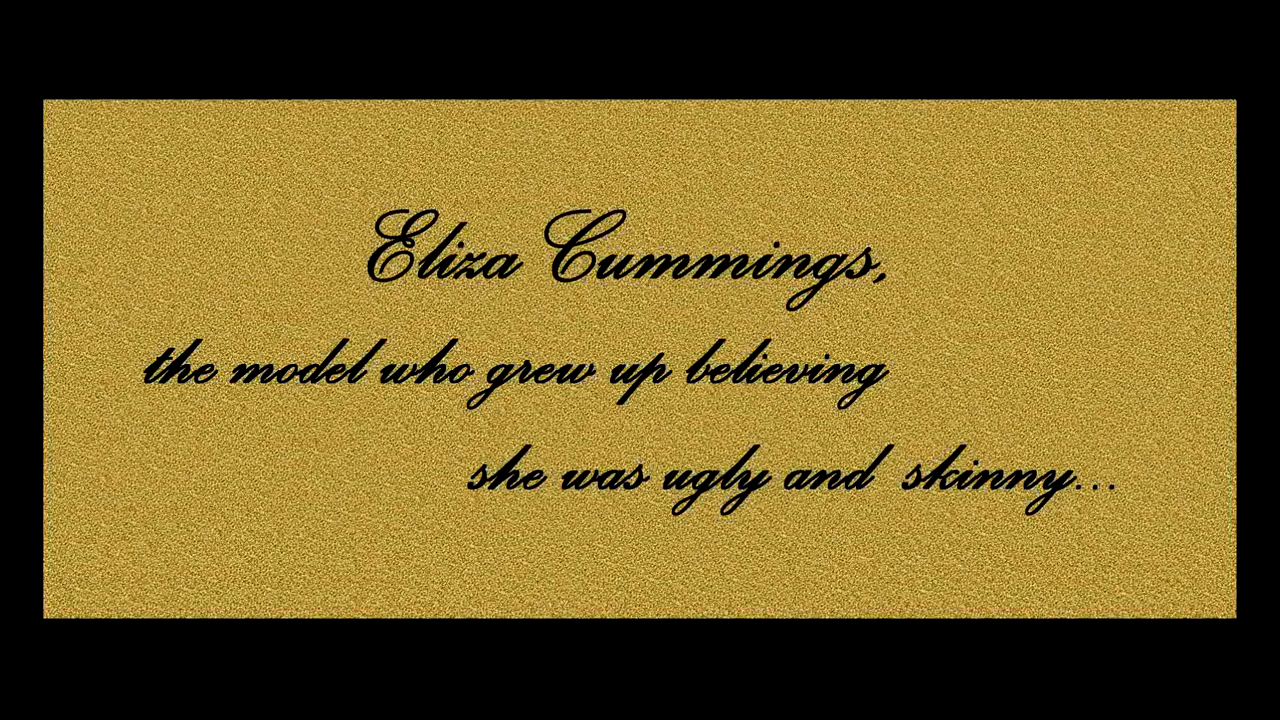 Eliza Cummings,
the model who grew up believing
she was ugly and skinny...